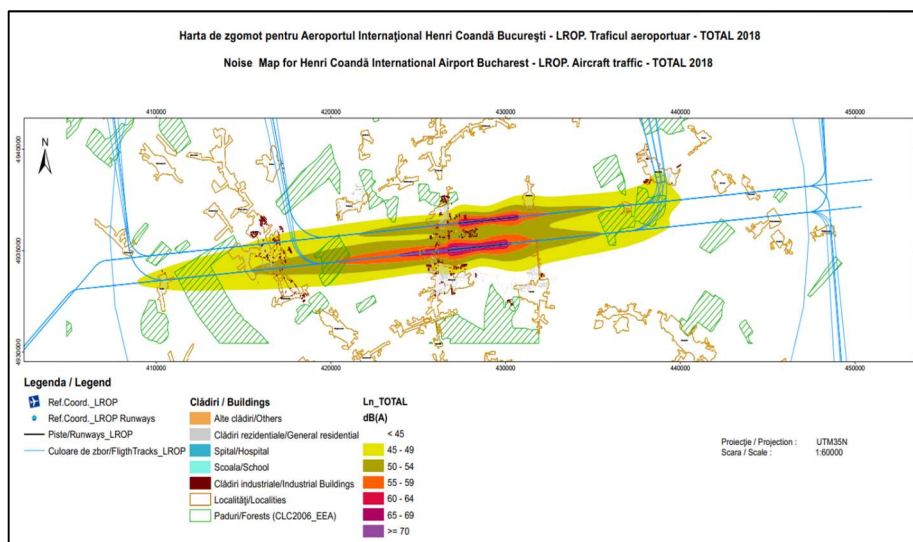 Harta de zgomot pentru Aeroportul Internaţional Henri Coandă Bucureşti - LROP. Traficul aeroportuar - TOTAL 2018
Noise Map for Henri Coandă International Airport Bucharest - LROP. Aircraft traffic - TOTAL 2018
410000 420000 430000 440000 450000
N
4940000
4935000
4930000
410000 420000 430000 440000 450000
Legenda / Legend
Ref.Coord._LROP
Ref.Coord._LROP Runways
Piste/Runways_LROP
Culoare de zbor/FligthTracks_LROP
Clădiri / Buildings
Alte clădiri/Others
Clădiri rezidentiale/General residential
Spital/Hospital
Scoala/School
Clădiri industriale/Industrial Buildings
Localităţi/Localities
Paduri/Forests (CLC2006_EEA)
Ln_TOTAL
dB(A)
< 45
45 - 49
50 - 54
55 - 59
60 - 64
65 - 69
>= 70
Proiecţie / Projection : UTM35N
Scara / Scale : 1:60000